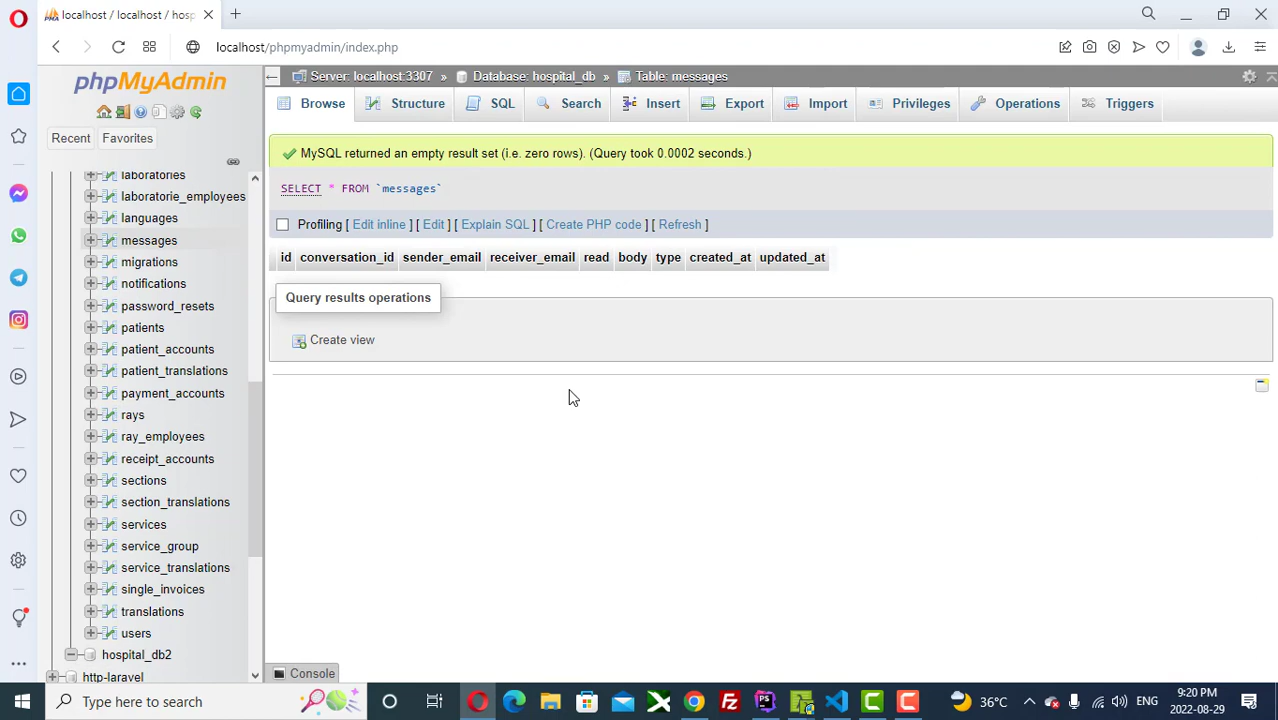 localhost / localhost / hosp
localhost/phpmyadmin/index.php
phpMyAdmin
Recent
Favorites
laboratories
laboratorie_employees
languages
messages
migrations
notifications
password_resets
patients
patient_accounts
patient_translations
payment_accounts
rays
ray_employees
receipt_accounts
sections
section_translations
services
service_group
service_translations
single_invoices
translations
users
hospital_db2
http-laravel
Server: localhost:3307 » Database: hospital_db » Table: messages
Browse Structure SQL Search Insert Export Import Privileges Operations Triggers
MySQL returned an empty result set (i.e. zero rows). (Query took 0.0002 seconds.)
SELECT * FROM `messages`
Profiling [ Edit inline ] [ Edit ] [ Explain SQL ] [ Create PHP code ] [ Refresh ]
id conversation_id sender_email receiver_email read body type created_at updated_at
Query results operations
Create view
Console
Type here to search
36°C
ENG
9:20 PM
2022-08-29